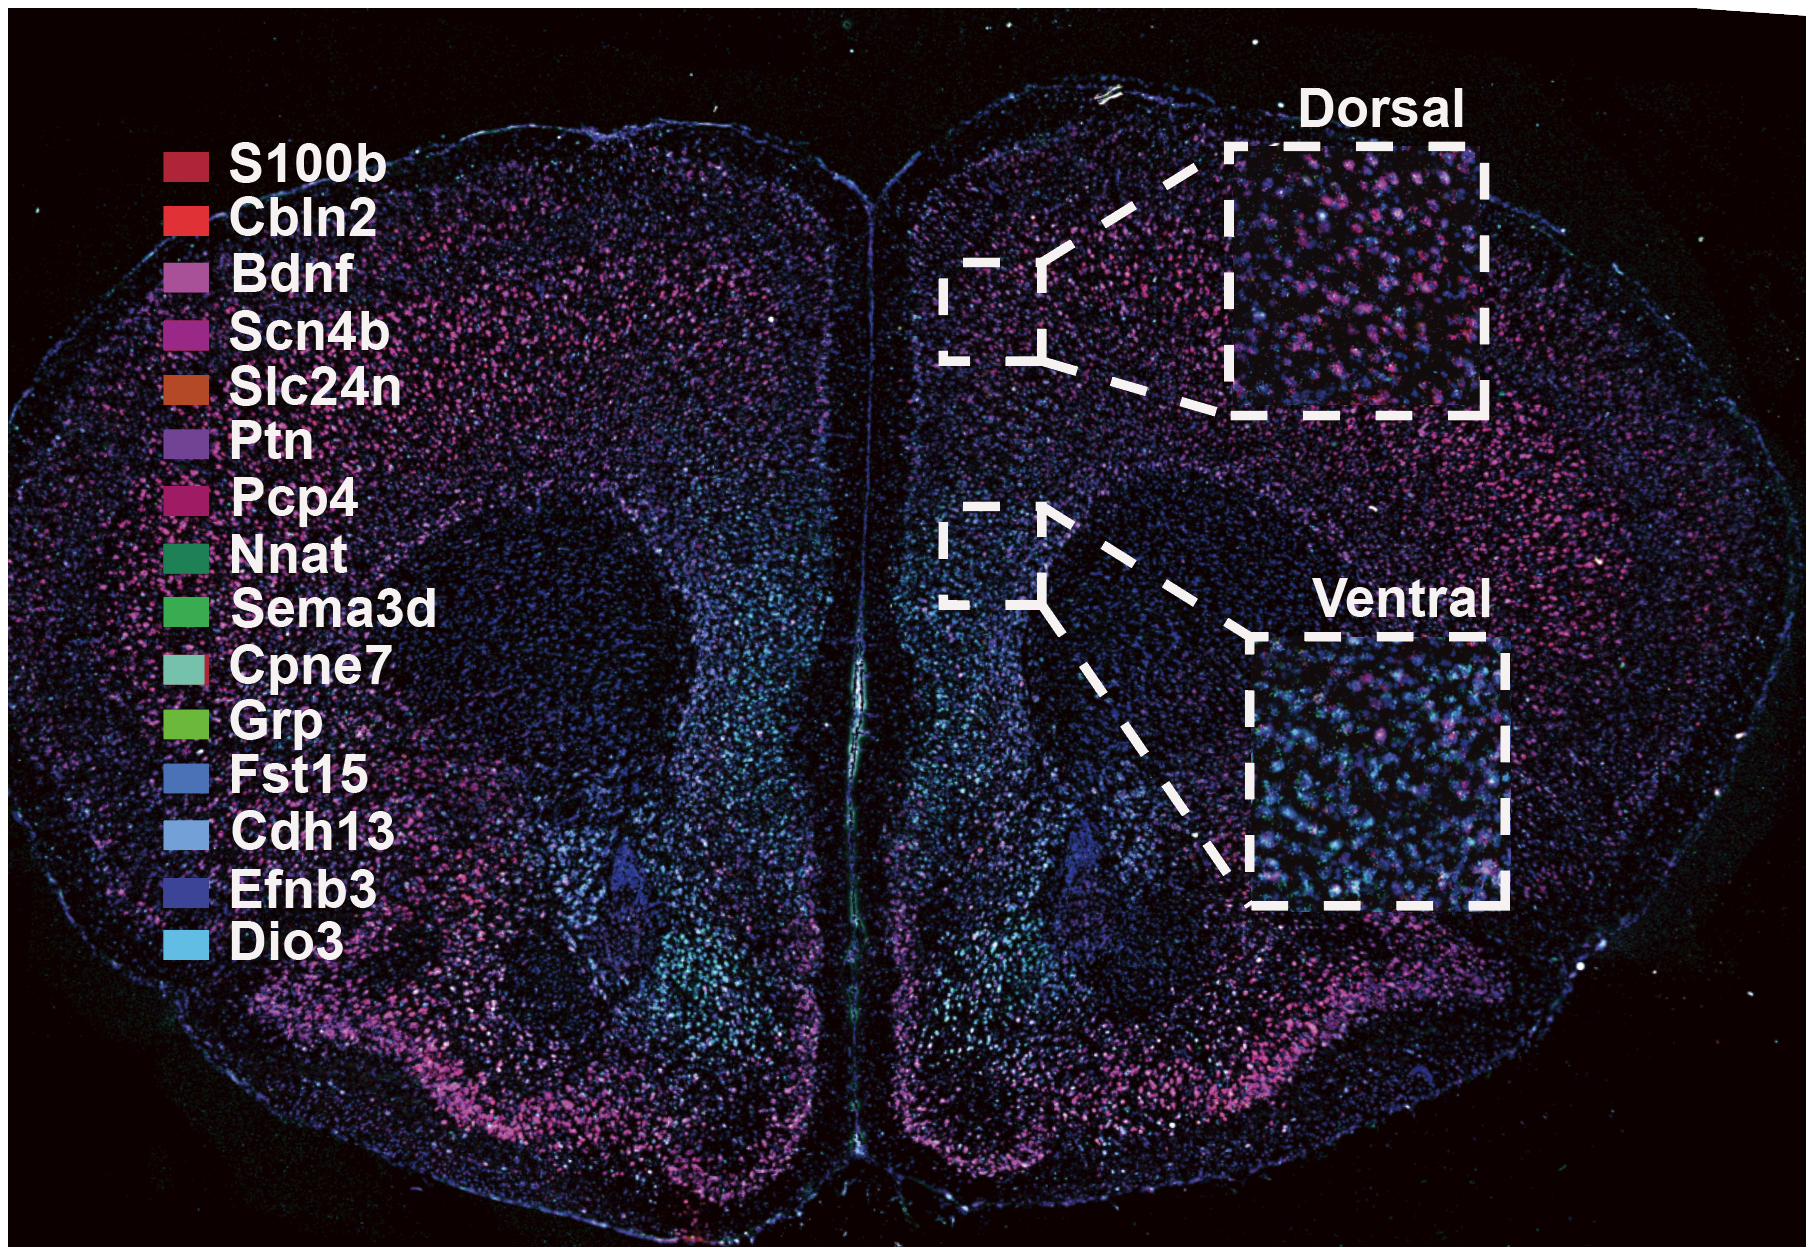 Dorsal
S100b
Cbln2
Bdnf
Scn4b
Slc24n
Ptn
Pcp4
Nnat
Sema3d
Cpne7
Grp
Fst15
Cdh13
Efnb3
Dio3
Ventral